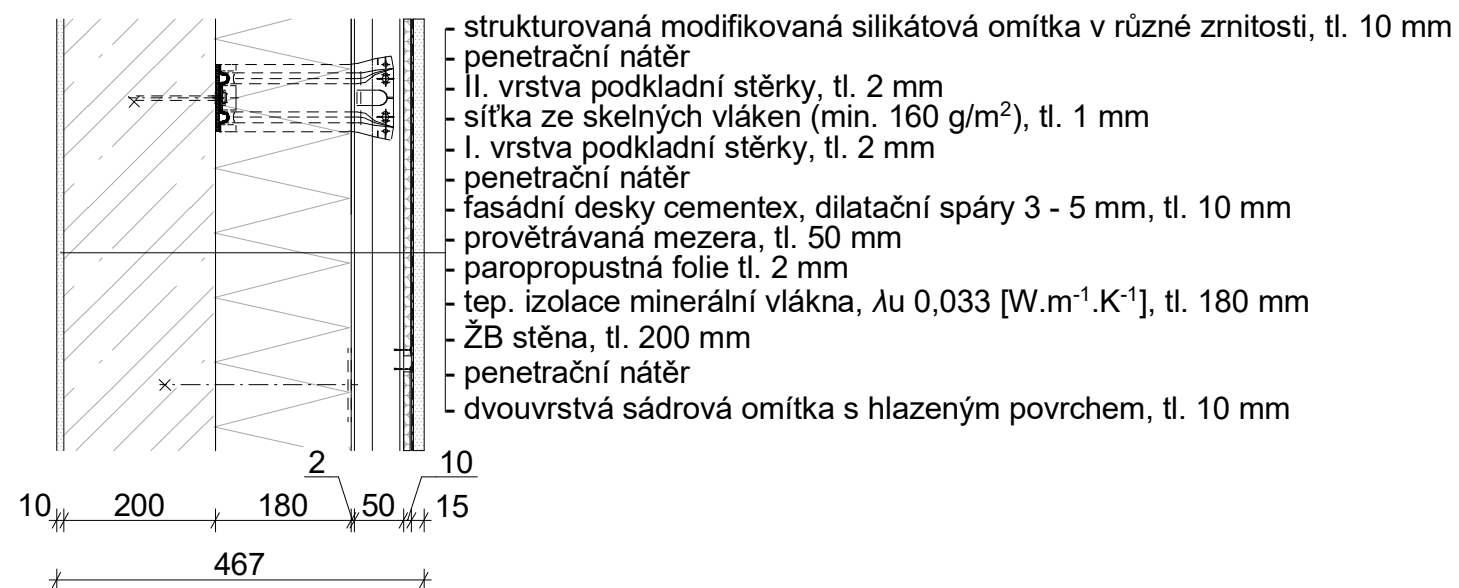 - strukturovaná modifikovaná silikátová omítka v různé zrnitosti, tl. 10 mm
- penetrační nátěr
- II. vrstva podkladní stěrky, tl. 2 mm
- síťka ze skelných vláken (min. 160 g/m²), tl. 1 mm
- I. vrstva podkladní stěrky, tl. 2 mm
- penetrační nátěr
- fasádní desky cementex, dilatační spáry 3 - 5 mm, tl. 10 mm
- provětrávaná mezera, tl. 50 mm
- paropropustná folie tl. 2 mm
- tep. izolace minerální vlákna, λu 0,033 [W.m⁻¹.K⁻¹], tl. 180 mm
- ŽB stěna, tl. 200 mm
- penetrační nátěr
- dvouvrstvá sádrová omítka s hlazeným povrchem, tl. 10 mm
2 10
10 200 180 50 15
467